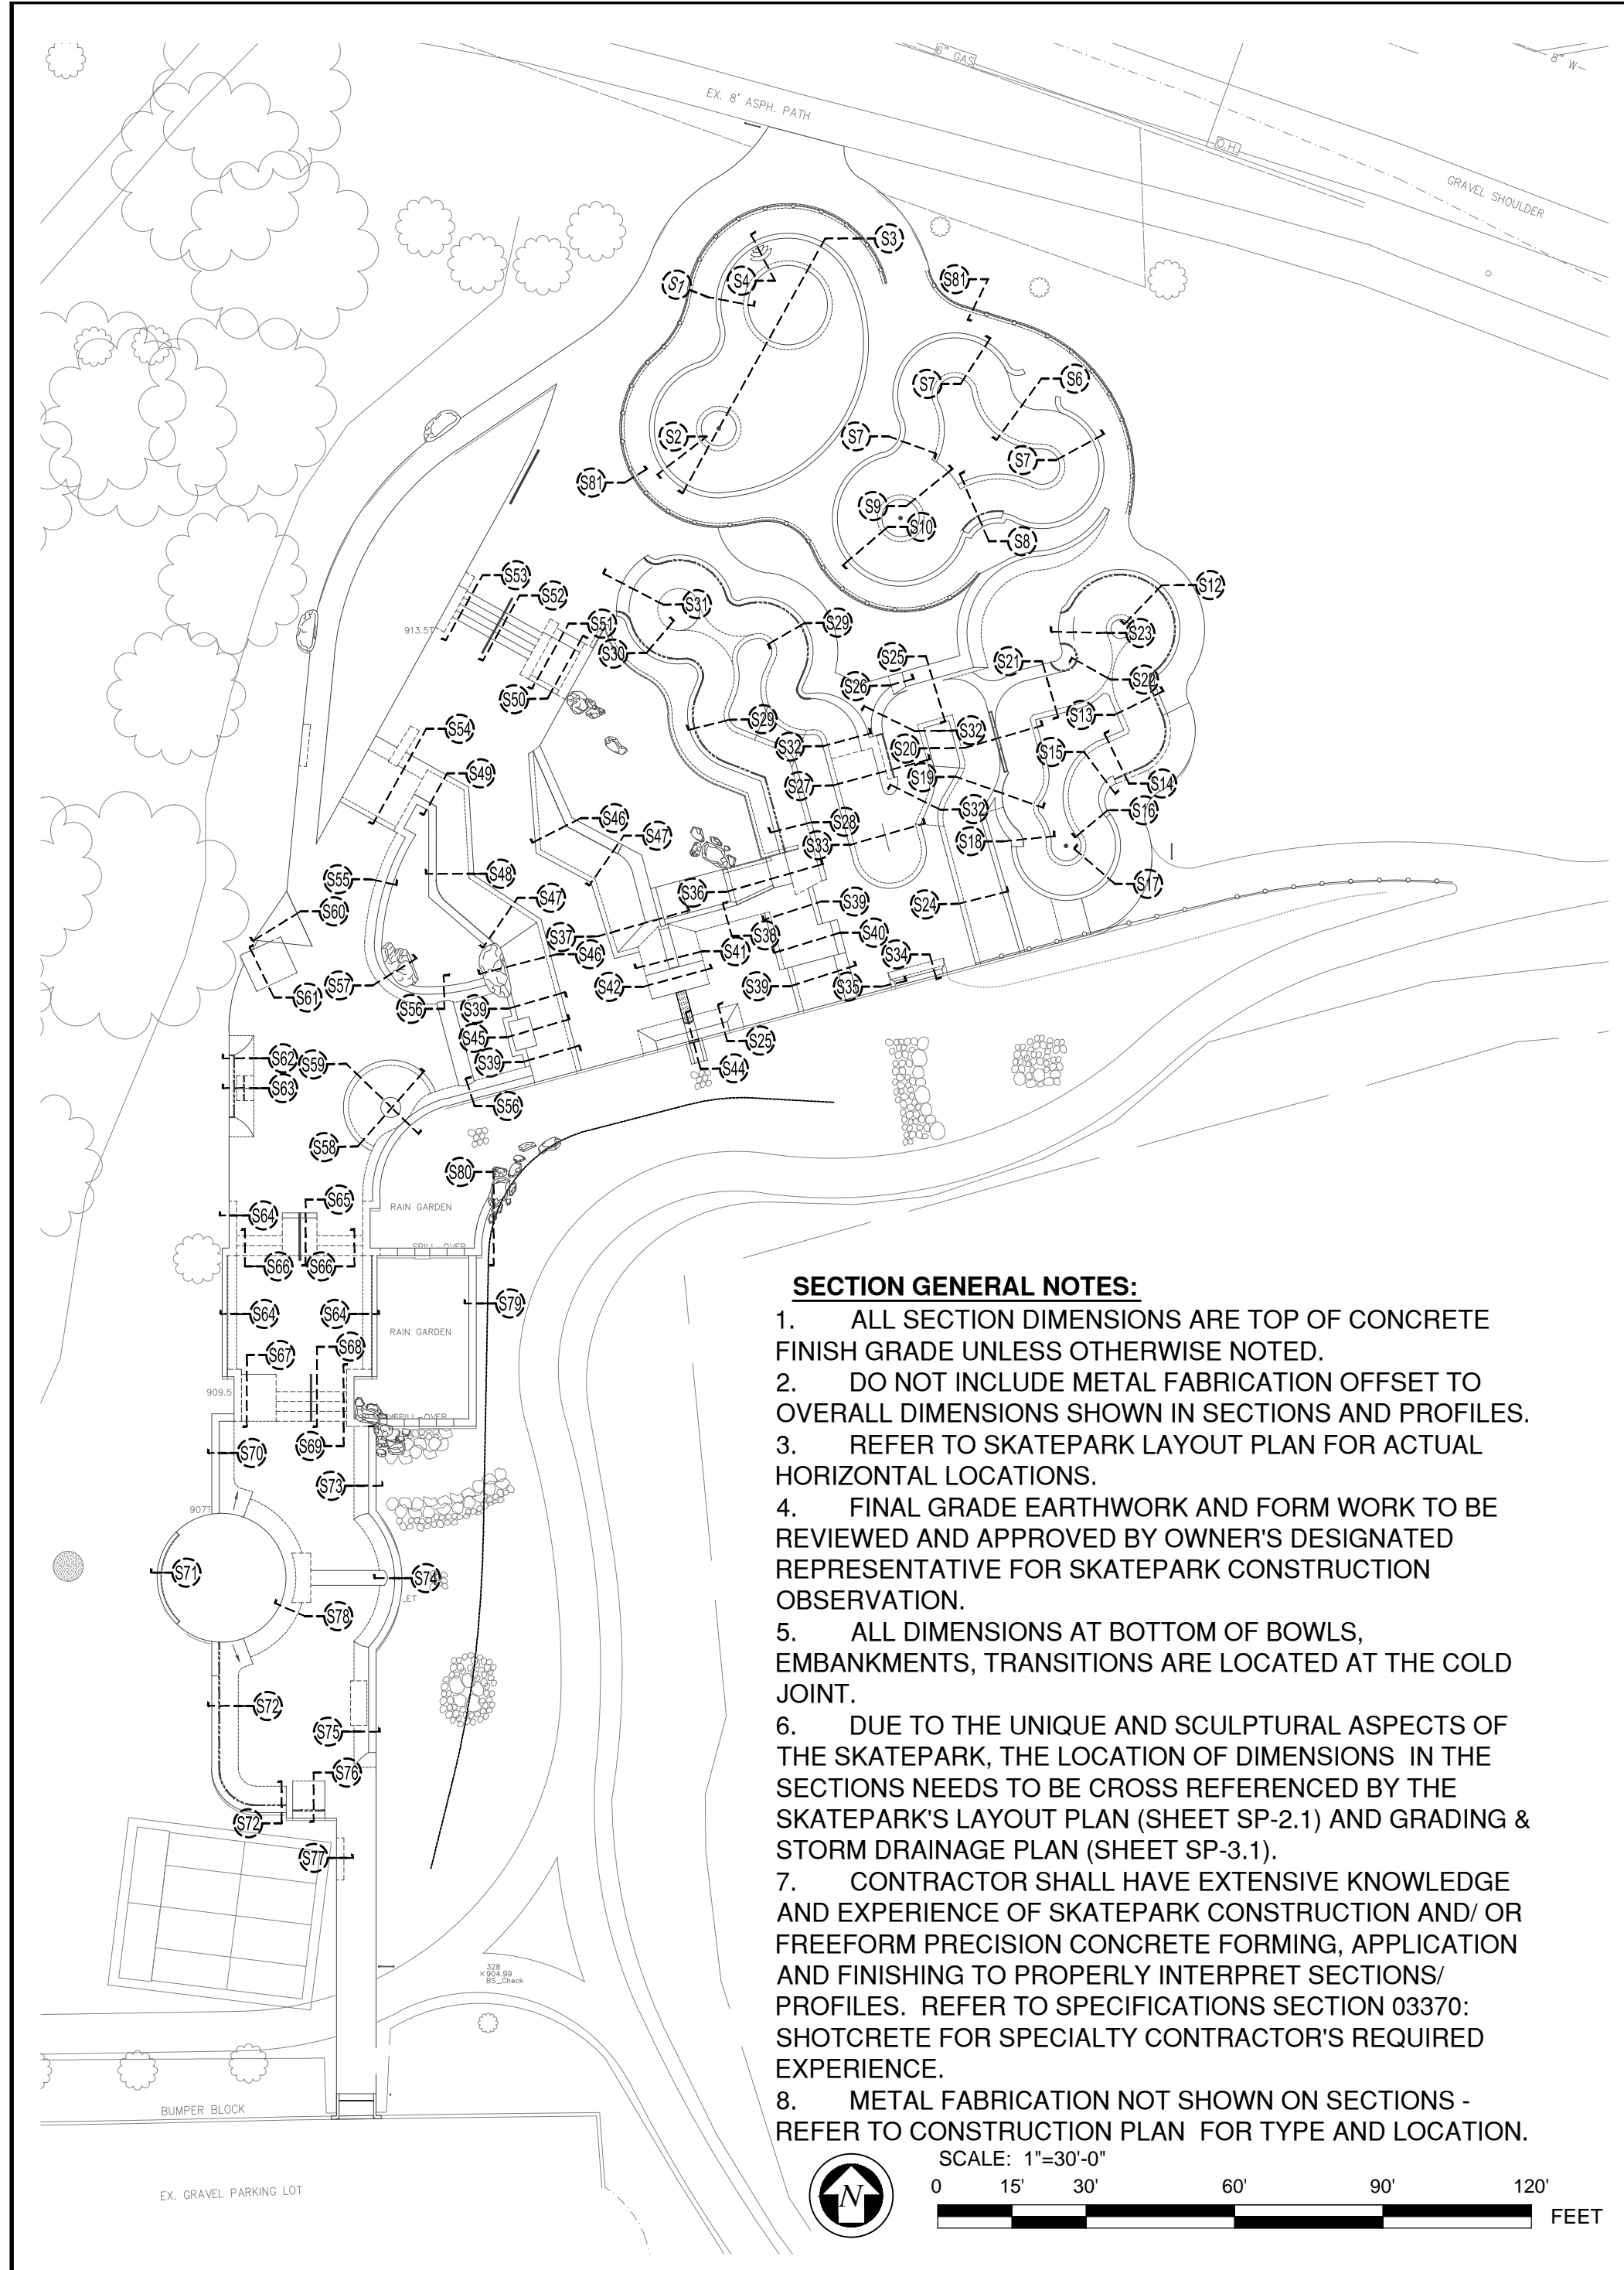 6" GAS
8" W
EX. 8' ASPH. PATH
O.H.
GRAVEL SHOULDER
S3
S4
S1
S81
S7
S6
S2
S7
S7
S81
S9
S10
S8
S53
S52
S12
913.5T
S51
S31
S29
S23
S30
S25
S21
S26
S22
S50
S13
S54
S29
S32
S32
S20
S15
S49
S27
S19
S14
S46
S32
S16
S47
S28
S33
S18
S55
S48
S17
S60
S47
S36
S39
S24
S37
S38
S40
S46
S41
S34
S61
S57
S42
S39
S35
S56
S39
S45
S25
S62
S59
S39
S44
S63
S56
S58
S80
S65
S64
RAIN GARDEN
SPILL-OVER
S66
S66
S79
S64
S64
RAIN GARDEN
S67
S68
909.5
SPILL-OVER
S69
S70
S73
907T
S71
S74
ET
S78
S72
S75
S76
S72
S77
328
904.99
BS_Check
BUMPER BLOCK
EX. GRAVEL PARKING LOT
SECTION GENERAL NOTES:
1. ALL SECTION DIMENSIONS ARE TOP OF CONCRETE
FINISH GRADE UNLESS OTHERWISE NOTED.
2. DO NOT INCLUDE METAL FABRICATION OFFSET TO
OVERALL DIMENSIONS SHOWN IN SECTIONS AND PROFILES.
3. REFER TO SKATEPARK LAYOUT PLAN FOR ACTUAL
HORIZONTAL LOCATIONS.
4. FINAL GRADE EARTHWORK AND FORM WORK TO BE
REVIEWED AND APPROVED BY OWNER'S DESIGNATED
REPRESENTATIVE FOR SKATEPARK CONSTRUCTION
OBSERVATION.
5. ALL DIMENSIONS AT BOTTOM OF BOWLS,
EMBANKMENTS, TRANSITIONS ARE LOCATED AT THE COLD
JOINT.
6. DUE TO THE UNIQUE AND SCULPTURAL ASPECTS OF
THE SKATEPARK, THE LOCATION OF DIMENSIONS IN THE
SECTIONS NEEDS TO BE CROSS REFERENCED BY THE
SKATEPARK'S LAYOUT PLAN (SHEET SP-2.1) AND GRADING &
STORM DRAINAGE PLAN (SHEET SP-3.1).
7. CONTRACTOR SHALL HAVE EXTENSIVE KNOWLEDGE
AND EXPERIENCE OF SKATEPARK CONSTRUCTION AND/ OR
FREEFORM PRECISION CONCRETE FORMING, APPLICATION
AND FINISHING TO PROPERLY INTERPRET SECTIONS/
PROFILES. REFER TO SPECIFICATIONS SECTION 03370:
SHOTCRETE FOR SPECIALTY CONTRACTOR'S REQUIRED
EXPERIENCE.
8. METAL FABRICATION NOT SHOWN ON SECTIONS -
REFER TO CONSTRUCTION PLAN FOR TYPE AND LOCATION.
N
SCALE: 1"=30'-0"
0 15' 30' 60' 90' 120'
FEET